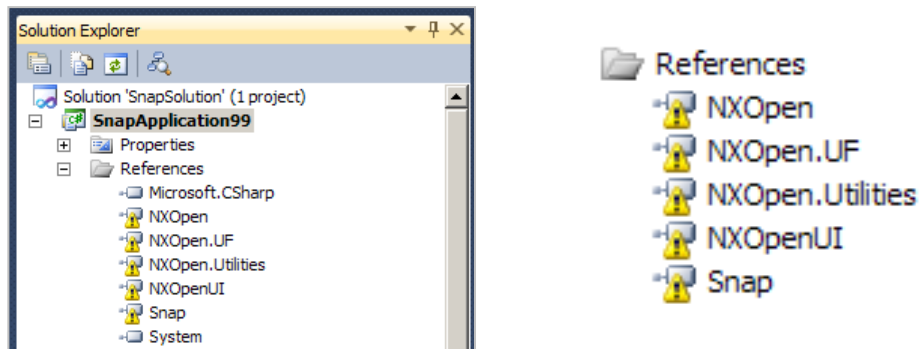 Solution Explorer
Solution 'SnapSolution' (1 project)
SnapApplication99
Properties
References
Microsoft.CSharp
NXOpen
NXOpen.UF
NXOpen.Utilities
NXOpenUI
Snap
System
References
NXOpen
NXOpen.UF
NXOpen.Utilities
NXOpenUI
Snap